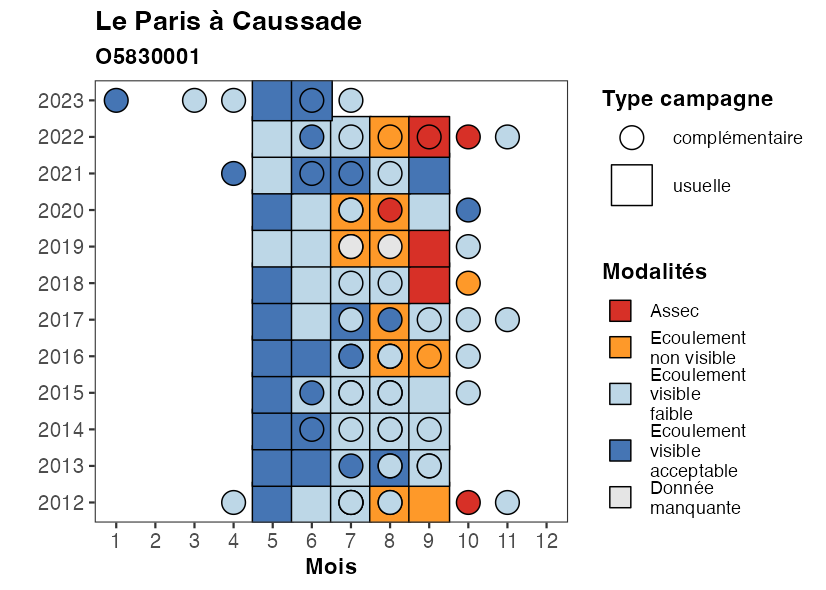 Le Paris à Caussade
O5830001
2023
2022
2021
2020
2019
2018
2017
2016
2015
2014
2013
2012
1 2 3 4 5 6 7 8 9 10 11 12
Mois
Type campagne
complémentaire
usuelle
Modalités
Assec
Ecoulement
non visible
Ecoulement
visible
faible
Ecoulement
visible
acceptable
Donnée
manquante